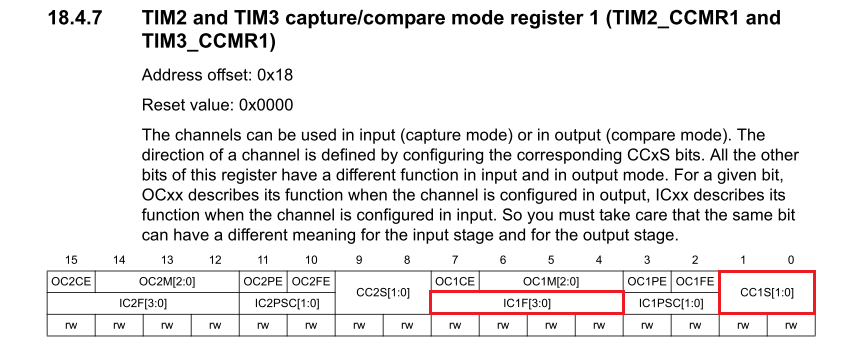 18.4.7 TIM2 and TIM3 capture/compare mode register 1 (TIM2_CCMR1 and
TIM3_CCMR1)
Address offset: 0x18
Reset value: 0x0000
The channels can be used in input (capture mode) or in output (compare mode). The
direction of a channel is defined by configuring the corresponding CCxS bits. All the other
bits of this register have a different function in input and in output mode. For a given bit,
OCxx describes its function when the channel is configured in output, ICxx describes its
function when the channel is configured in input. So you must take care that the same bit
can have a different meaning for the input stage and for the output stage.
15 14 13 12 11 10 9 8 7 6 5 4 3 2 1 0
OC2CE OC2M[2:0] OC2PE OC2FE CC2S[1:0] OC1CE OC1M[2:0] OC1PE OC1FE CC1S[1:0]
IC2F[3:0] IC2PSC[1:0] IC1F[3:0] IC1PSC[1:0]
rw rw rw rw rw rw rw rw rw rw rw rw rw rw rw rw